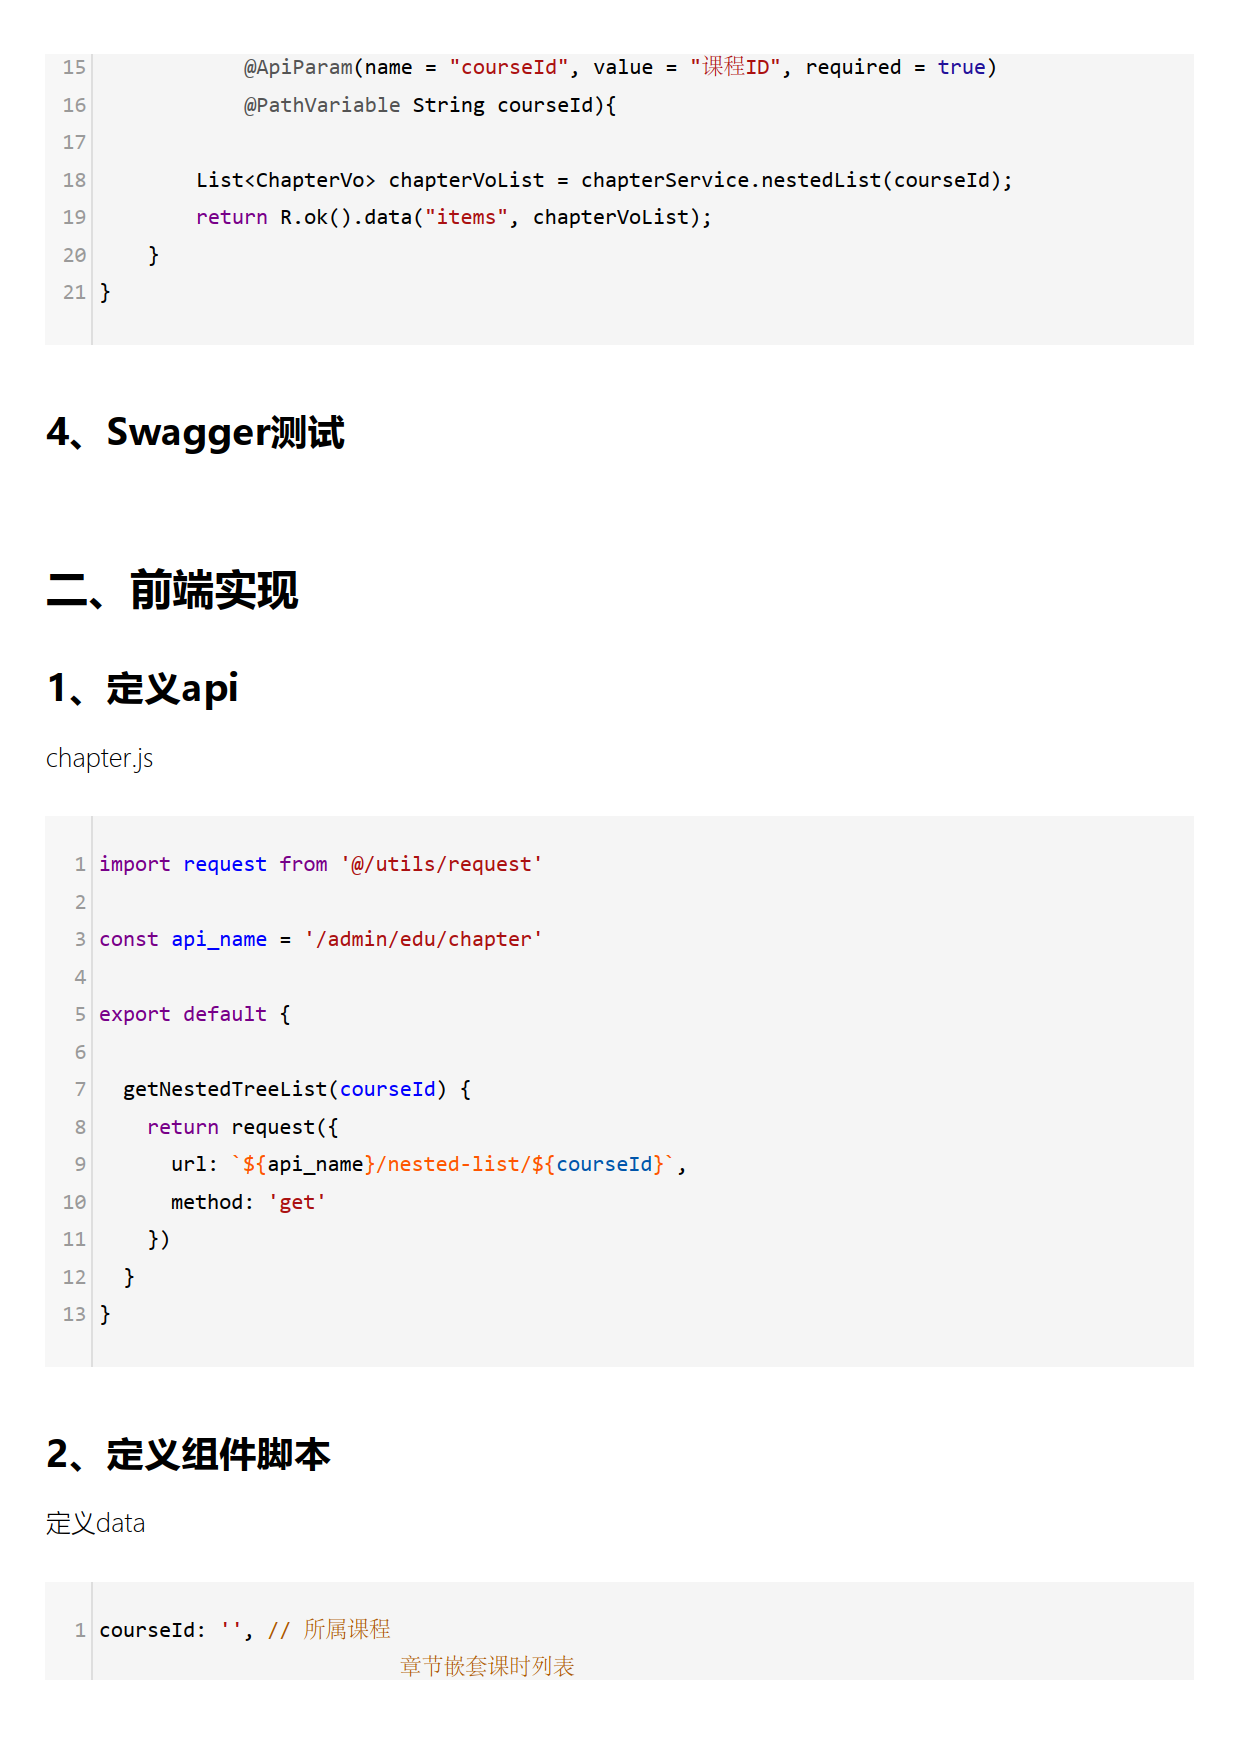 15 @ApiParam(name = "courseId", value = "课程ID", required = true)
16 @PathVariable String courseId){
17
18 List<ChapterVo> chapterVoList = chapterService.nestedList(courseId);
19 return R.ok().data("items", chapterVoList);
20 }
21 }
4、Swagger测试
二、前端实现
1、定义api
chapter.js
1 import request from '@/utils/request'
2
3 const api_name = '/admin/edu/chapter'
4
5 export default {
6
7 getNestedTreeList(courseId) {
8 return request({
9 url: `${api_name}/nested-list/${courseId}`,
10 method: 'get'
11 })
12 }
13 }
2、定义组件脚本
定义data
1 courseId: '', // 所属课程
章节嵌套课时列表